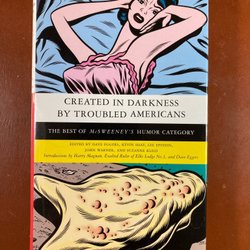 CREATED IN DARKNESS
BY TROUBLED AMERICANS
THE BEST OF McSWEENEY'S HUMOR CATEGORY
EDITED BY DAVE EGGERS, KEVIN SHAY, LEE EPSTEIN,
JOHN WARNER, AND SUZANNE KLEID
Introductions by Harry Magnan, Exalted Ruler of Elks Lodge No.1, and Dave Eggers